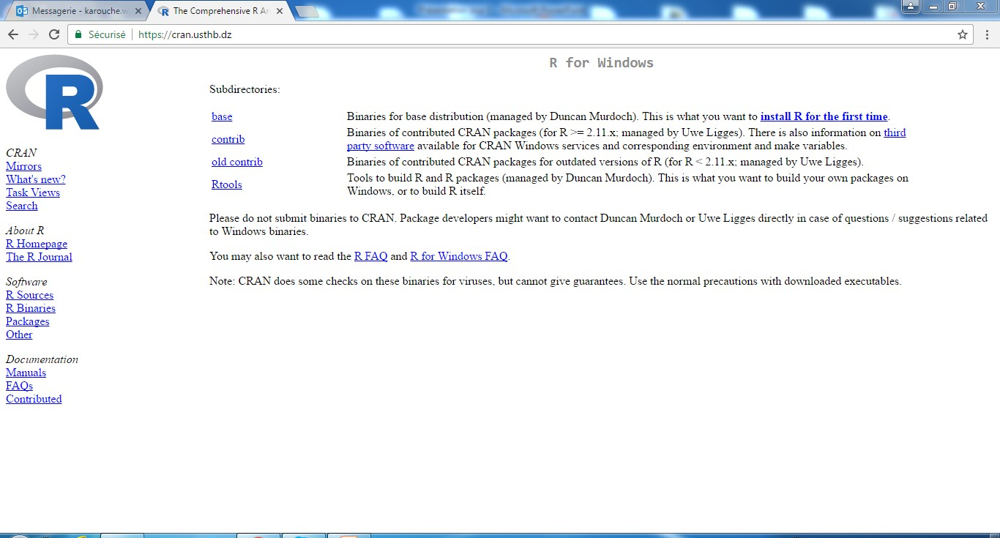 Messagerie - karouche.w
The Comprehensive R Ar
Sécurisé
https://cran.usthb.dz
R
CRAN
Mirrors
What's new?
Task Views
Search
About R
R Homepage
The R Journal
Software
R Sources
R Binaries
Packages
Other
Documentation
Manuals
FAQs
Contributed
R for Windows
Subdirectories:
base Binaries for base distribution (managed by Duncan Murdoch). This is what you want to install R for the first time.
contrib Binaries of contributed CRAN packages (for R >= 2.11.x; managed by Uwe Ligges). There is also information on third
party software available for CRAN Windows services and corresponding environment and make variables.
old contrib Binaries of contributed CRAN packages for outdated versions of R (for R < 2.11.x; managed by Uwe Ligges).
Rtools Tools to build R and R packages (managed by Duncan Murdoch). This is what you want to build your own packages on
Windows, or to build R itself.
Please do not submit binaries to CRAN. Package developers might want to contact Duncan Murdoch or Uwe Ligges directly in case of questions / suggestions related
to Windows binaries.
You may also want to read the R FAQ and R for Windows FAQ.
Note: CRAN does some checks on these binaries for viruses, but cannot give guarantees. Use the normal precautions with downloaded executables.